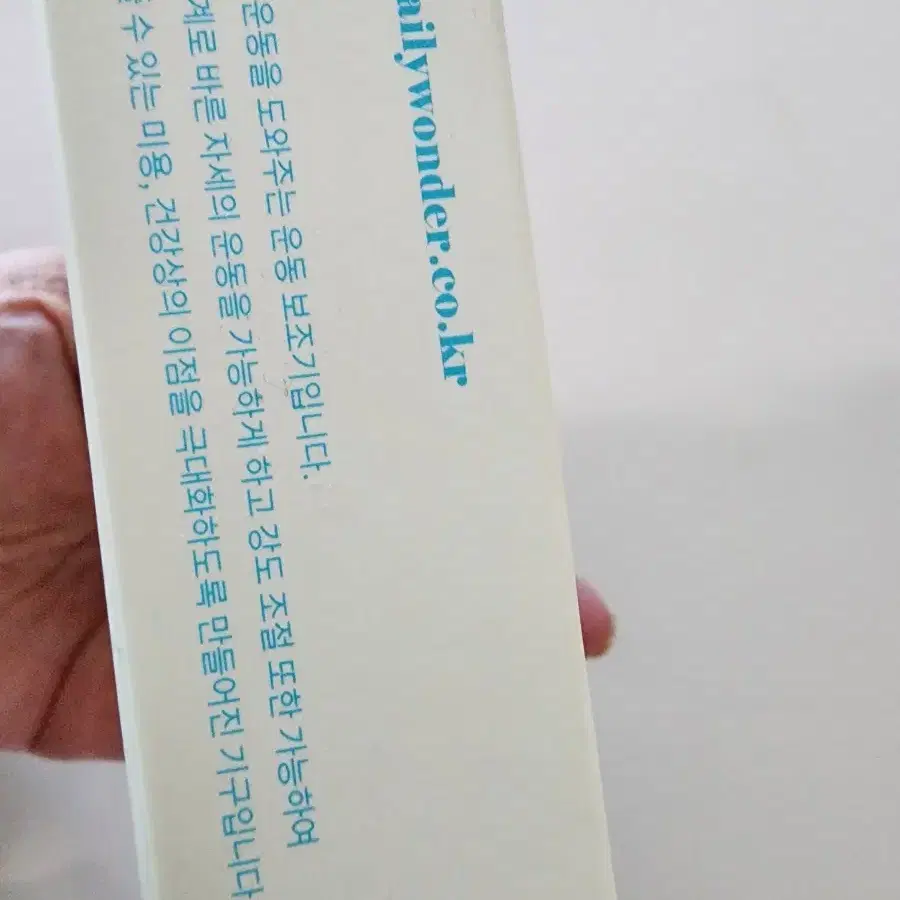 ailywonder.co.kr
운동을 도와주는 운동 보조기입니다.
계로 바른 자세의 운동을 가능하게 하고 강도 조절 또한 가능하여
수 있는 미용, 건강상의 이점을 극대화하도록 만들어진 기구입니다